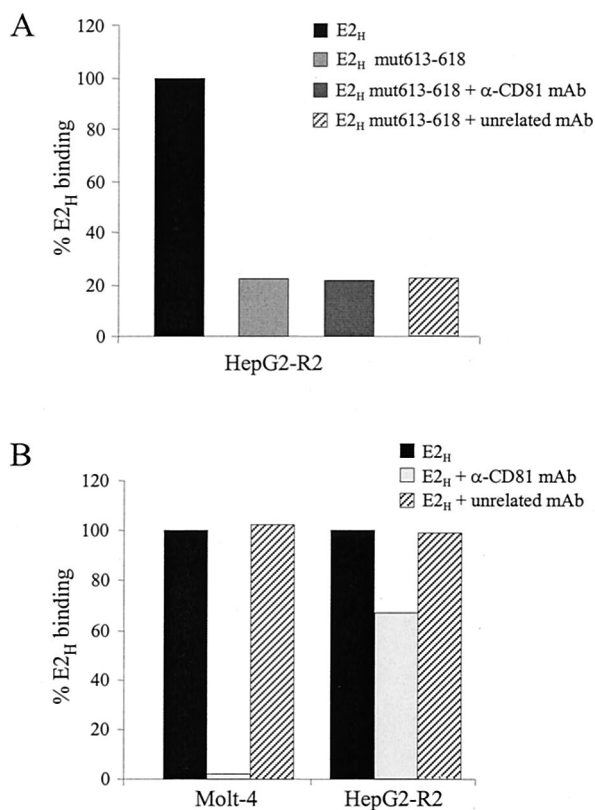 A
E2H
E2H mut613-618
E2H mut613-618 + α-CD81 mAb
E2H mut613-618 + unrelated mAb
% E2H binding
120
100
80
60
40
20
0
HepG2-R2
B
E2H
E2H + α-CD81 mAb
E2H + unrelated mAb
% E2H binding
120
100
80
60
40
20
0
Molt-4 HepG2-R2